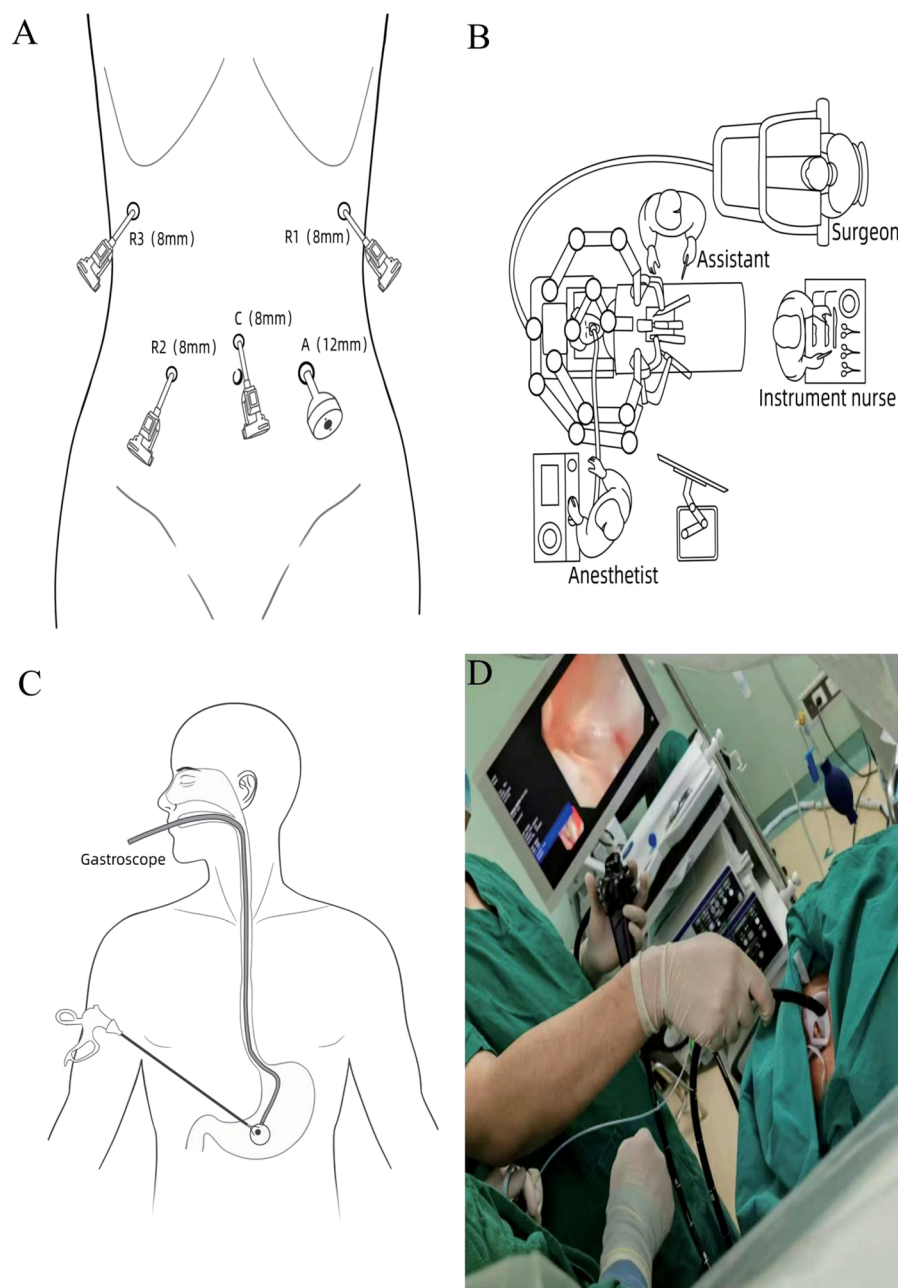 A
R3 (8mm)
R1 (8mm)
C (8mm)
R2 (8mm)
A (12mm)
B
Surgeon
Assistant
Instrument nurse
Anesthetist
C
Gastroscope
D